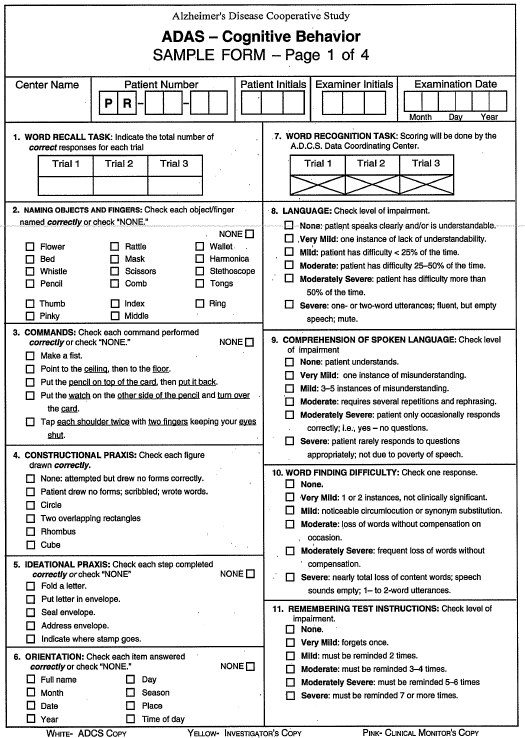 Alzheimer's Disease Cooperative Study
ADAS – Cognitive Behavior
SAMPLE FORM – Page 1 of 4
Center Name
Patient Number
P R - -
Patient Initials
Examiner Initials
Examination Date
Month Day Year
1. WORD RECALL TASK: Indicate the total number of
correct responses for each trial
Trial 1 Trial 2 Trial 3
2. NAMING OBJECTS AND FINGERS: Check each object/finger
named correctly or check "NONE."
NONE
Flower Rattle Wallet
Bed Mask Harmonica
Whistle Scissors Stethoscope
Pencil Comb Tongs
Thumb Index Ring
Pinky Middle
3. COMMANDS: Check each command performed
correctly or check "NONE." NONE
Make a fist.
Point to the ceiling, then to the floor.
Put the pencil on top of the card, then put it back.
Put the watch on the other side of the pencil and turn over
the card.
Tap each shoulder twice with two fingers keeping your eyes
shut.
4. CONSTRUCTIONAL PRAXIS: Check each figure
drawn correctly.
None: attempted but drew no forms correctly.
Patient drew no forms; scribbled; wrote words.
Circle
Two overlapping rectangles
Rhombus
Cube
5. IDEATIONAL PRAXIS: Check each step completed
correctly or check "NONE" NONE
Fold a letter.
Put letter in envelope.
Seal envelope.
Address envelope.
Indicate where stamp goes.
6. ORIENTATION: Check each item answered
correctly or check "NONE." NONE
Full name Day
Month Season
Date Place
Year Time of day
7. WORD RECOGNITION TASK: Scoring will be done by the
A.D.C.S. Data Coordinating Center.
Trial 1 Trial 2 Trial 3
8. LANGUAGE: Check level of impairment.
None: patient speaks clearly and/or is understandable.
Very Mild: one instance of lack of understandability.
Mild: patient has difficulty < 25% of the time.
Moderate: patient has difficulty 25–50% of the time.
Moderately Severe: patient has difficulty more than
50% of the time.
Severe: one- or two-word utterances; fluent, but empty
speech; mute.
9. COMPREHENSION OF SPOKEN LANGUAGE: Check level
of impairment
None: patient understands.
Very Mild: one instance of misunderstanding.
Mild: 3–5 instances of misunderstanding.
Moderate: requires several repetitions and rephrasing.
Moderately Severe: patient only occasionally responds
correctly; i.e., yes – no questions.
Severe: patient rarely responds to questions
appropriately; not due to poverty of speech.
10. WORD FINDING DIFFICULTY: Check one response.
None.
Very Mild: 1 or 2 instances, not clinically significant.
Mild: noticeable circumlocution or synonym substitution.
Moderate: loss of words without compensation on
occasion.
Moderately Severe: frequent loss of words without
compensation.
Severe: nearly total loss of content words; speech
sounds empty; 1– to 2-word utterances.
11. REMEMBERING TEST INSTRUCTIONS: Check level of
impairment.
None.
Very Mild: forgets once.
Mild: must be reminded 2 times.
Moderate: must be reminded 3–4 times.
Moderately Severe: must be reminded 5–6 times
Severe: must be reminded 7 or more times.
WHITE- ADCS COPY YELLOW- INVESTIGATOR'S COPY PINK- CLINICAL MONITOR'S COPY